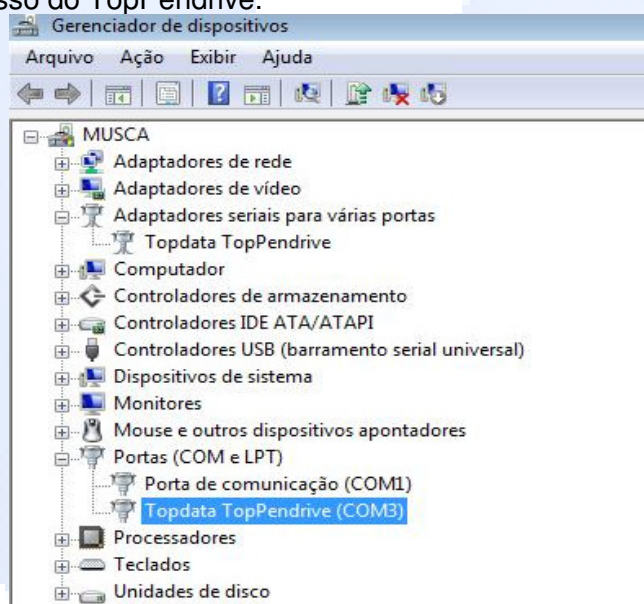 sso do TopPendrive.
Gerenciador de dispositivos
Arquivo Ação Exibir Ajuda
MUSCA
Adaptadores de rede
Adaptadores de vídeo
Adaptadores seriais para várias portas
Topdata TopPendrive
Computador
Controladores de armazenamento
Controladores IDE ATA/ATAPI
Controladores USB (barramento serial universal)
Dispositivos de sistema
Monitores
Mouse e outros dispositivos apontadores
Portas (COM e LPT)
Porta de comunicação (COM1)
Topdata TopPendrive (COM3)
Processadores
Teclados
Unidades de disco